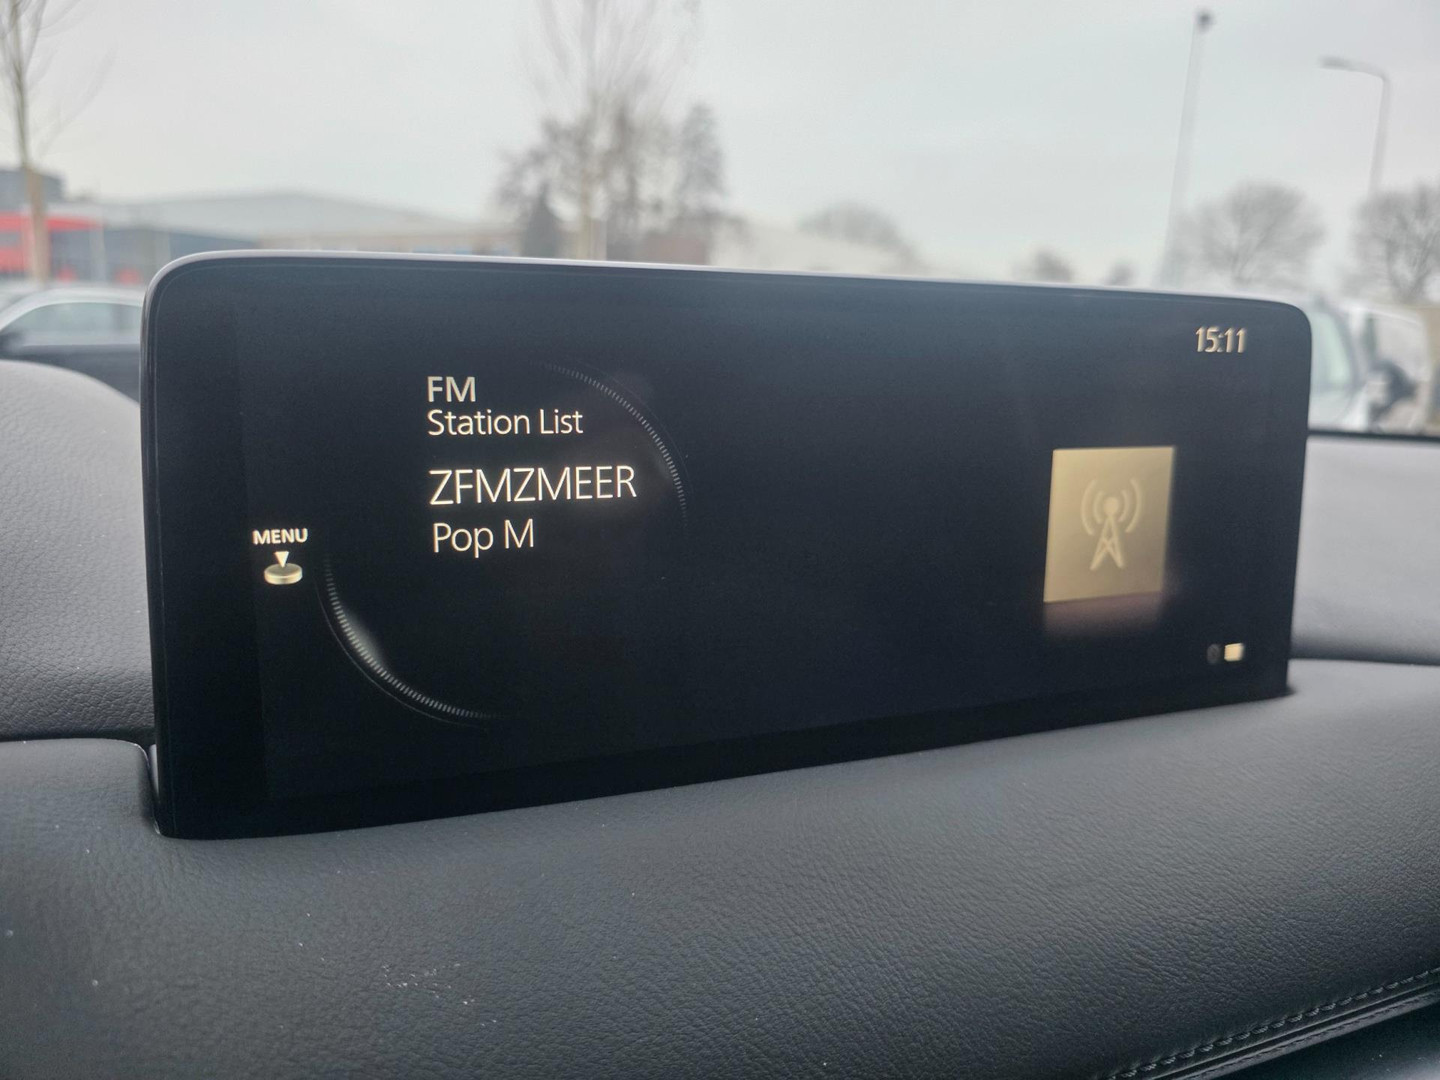 15:11
FM
Station List
ZFMZMEER
Pop M
MENU